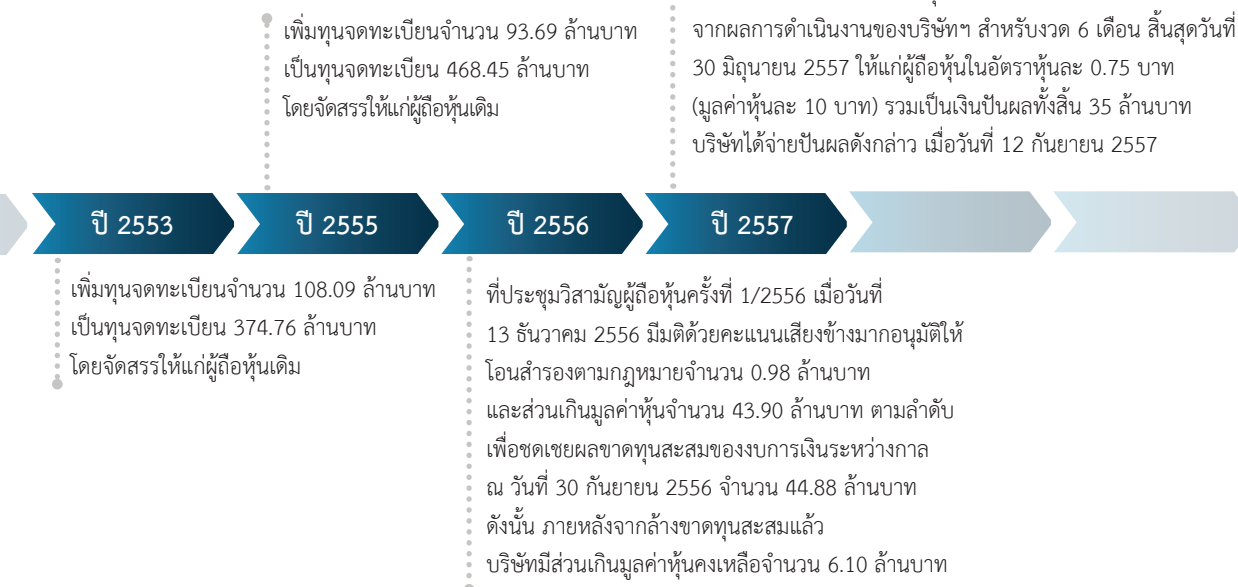 เพิ่มทุนจดทะเบียนจำนวน 93.69 ล้านบาท
เป็นทุนจดทะเบียน 468.45 ล้านบาท
โดยจัดสรรให้แก่ผู้ถือหุ้นเดิม
จากผลการดำเนินงานของบริษัทฯ สำหรับงวด 6 เดือน สิ้นสุดวันที่
30 มิถุนายน 2557 ให้แก่ผู้ถือหุ้นในอัตราหุ้นละ 0.75 บาท
(มูลค่าหุ้นละ 10 บาท) รวมเป็นเงินปันผลทั้งสิ้น 35 ล้านบาท
บริษัทได้จ่ายปันผลดังกล่าว เมื่อวันที่ 12 กันยายน 2557
ปี 2553
ปี 2555
ปี 2556
ปี 2557
เพิ่มทุนจดทะเบียนจำนวน 108.09 ล้านบาท
เป็นทุนจดทะเบียน 374.76 ล้านบาท
โดยจัดสรรให้แก่ผู้ถือหุ้นเดิม
ที่ประชุมวิสามัญผู้ถือหุ้นครั้งที่ 1/2556 เมื่อวันที่
13 ธันวาคม 2556 มีมติด้วยคะแนนเสียงข้างมากอนุมัติให้
โอนสำรองตามกฎหมายจำนวน 0.98 ล้านบาท
และส่วนเกินมูลค่าหุ้นจำนวน 43.90 ล้านบาท ตามลำดับ
เพื่อชดเชยผลขาดทุนสะสมของงบการเงินระหว่างกาล
ณ วันที่ 30 กันยายน 2556 จำนวน 44.88 ล้านบาท
ดังนั้น ภายหลังจากล้างขาดทุนสะสมแล้ว
บริษัทมีส่วนเกินมูลค่าหุ้นคงเหลือจำนวน 6.10 ล้านบาท